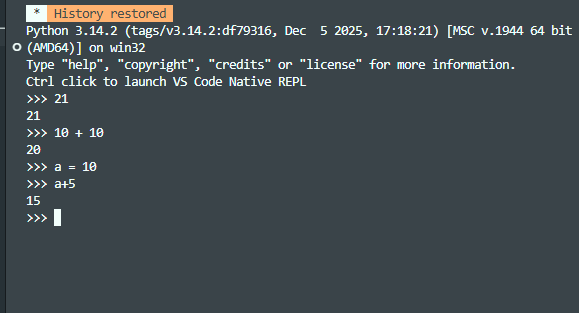 * History restored
Python 3.14.2 (tags/v3.14.2:df79316, Dec  5 2025, 17:18:21) [MSC v.1944 64 bit
(AMD64)] on win32
Type "help", "copyright", "credits" or "license" for more information.
Ctrl click to launch VS Code Native REPL
>>> 21
21
>>> 10 + 10
20
>>> a = 10
>>> a+5
15
>>>